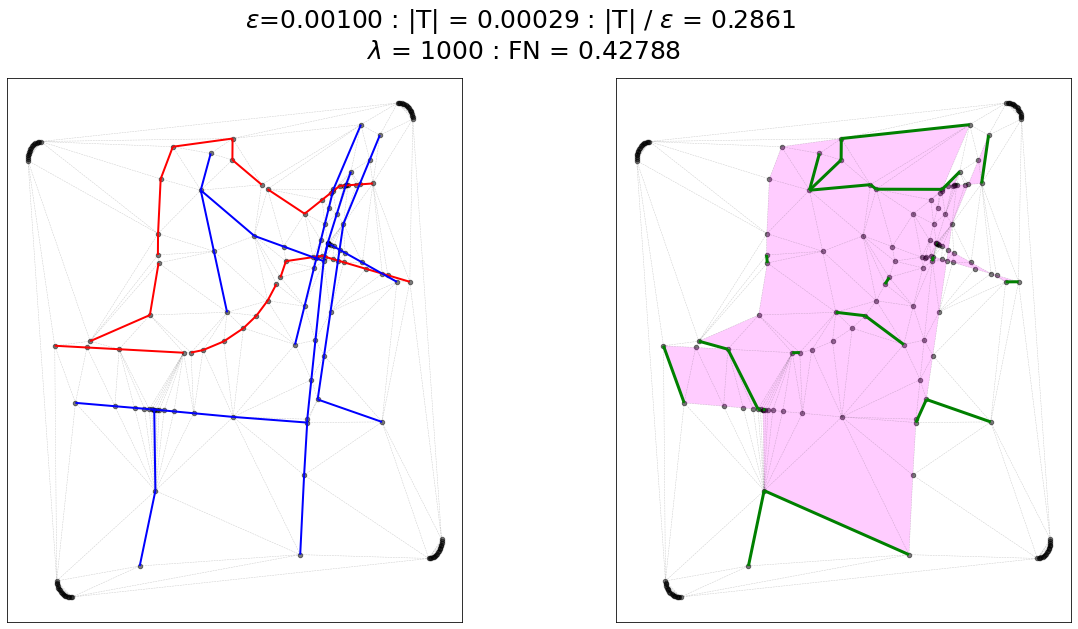 ε=0.00100 : |T| = 0.00029 : |T| / ε = 0.2861
λ = 1000 : FN = 0.42788